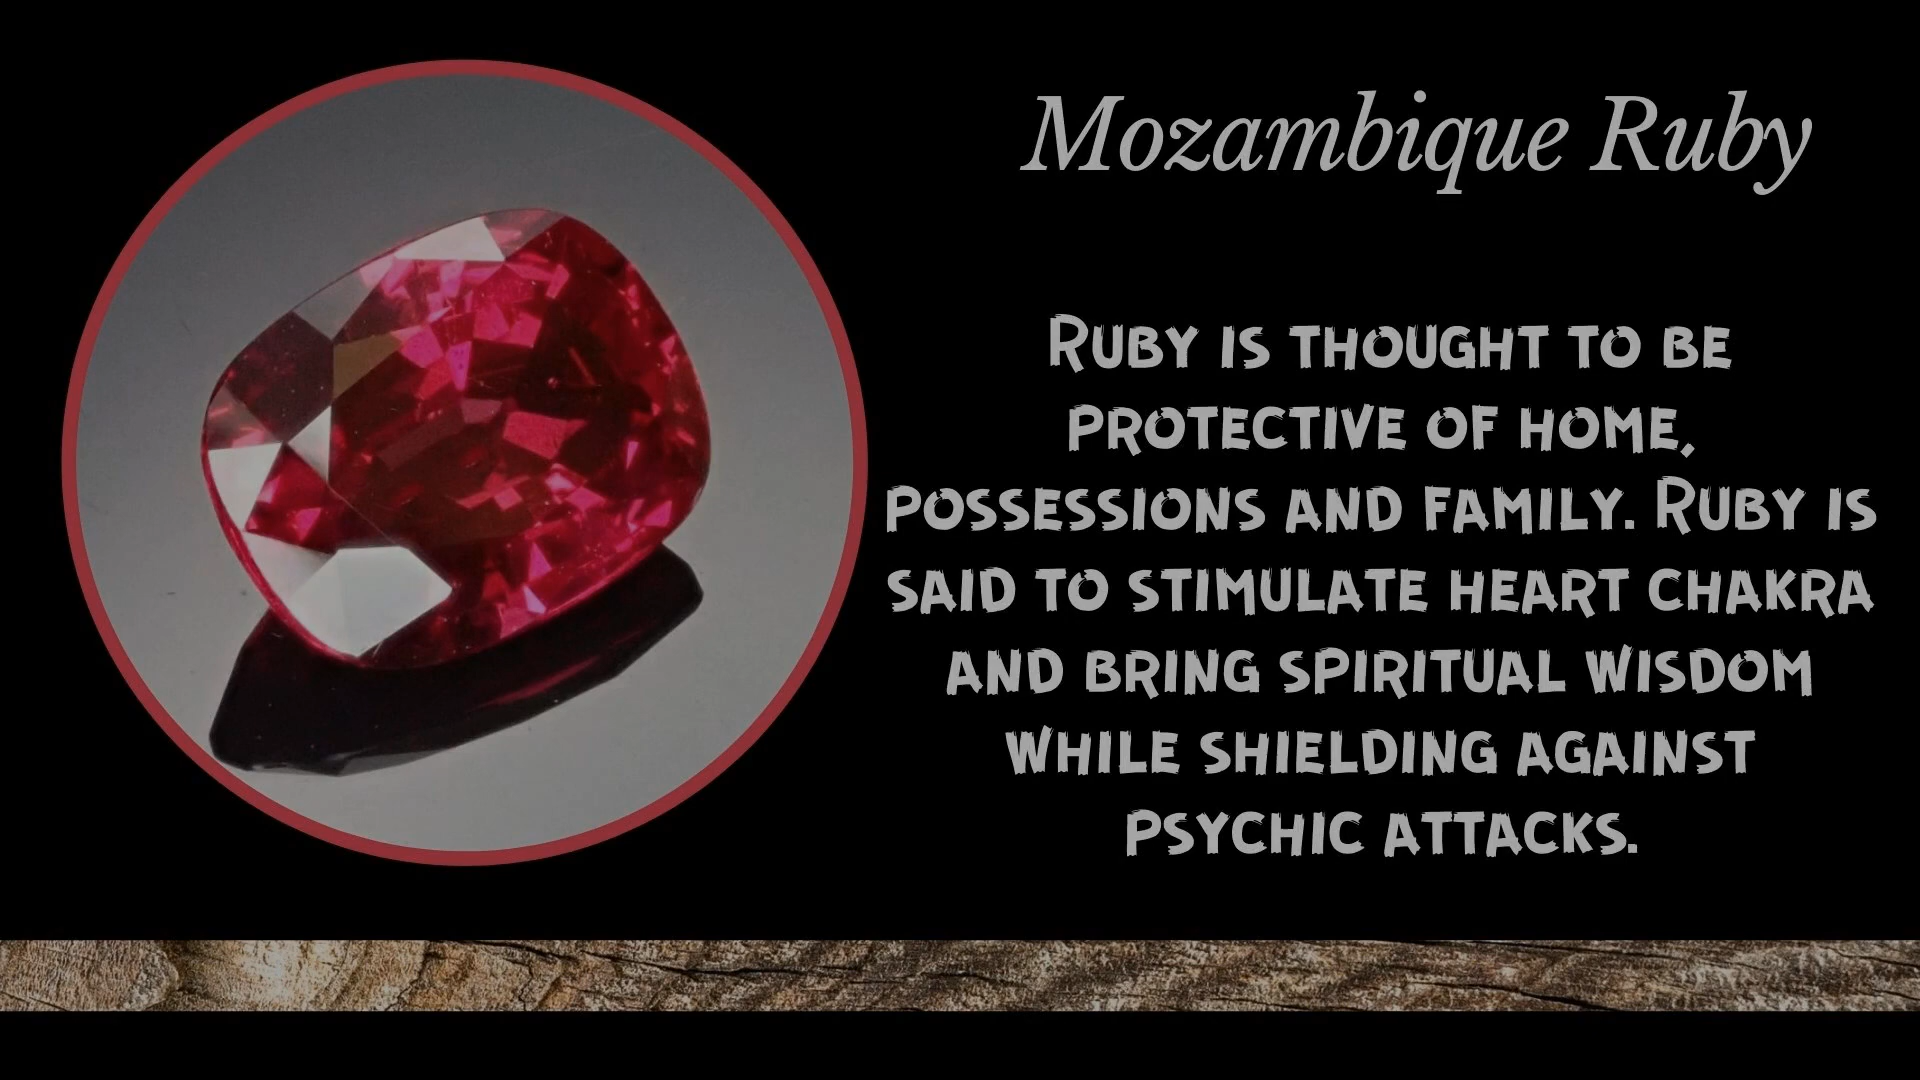 Mozambique Ruby
Ruby is thought to be
protective of home,
possessions and family. Ruby is
said to stimulate heart chakra
and bring spiritual wisdom
while shielding against
psychic attacks.